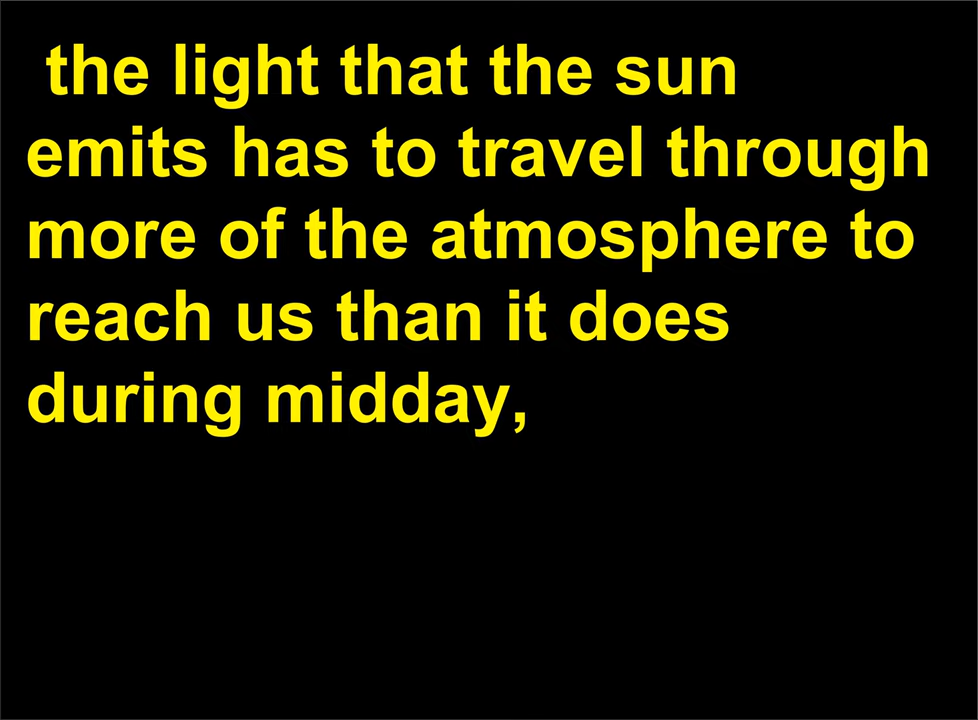 the light that the sun
emits has to travel through
more of the atmosphere to
reach us than it does
during midday,